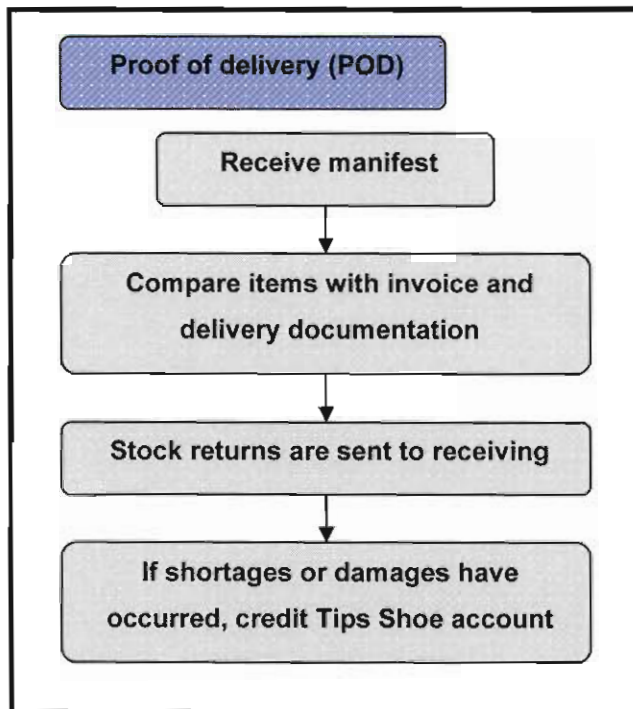 Proof of delivery (POD)
Receive manifest
Compare items with invoice and
delivery documentation
Stock returns are sent to receiving
If shortages or damages have
occurred, credit Tips Shoe account